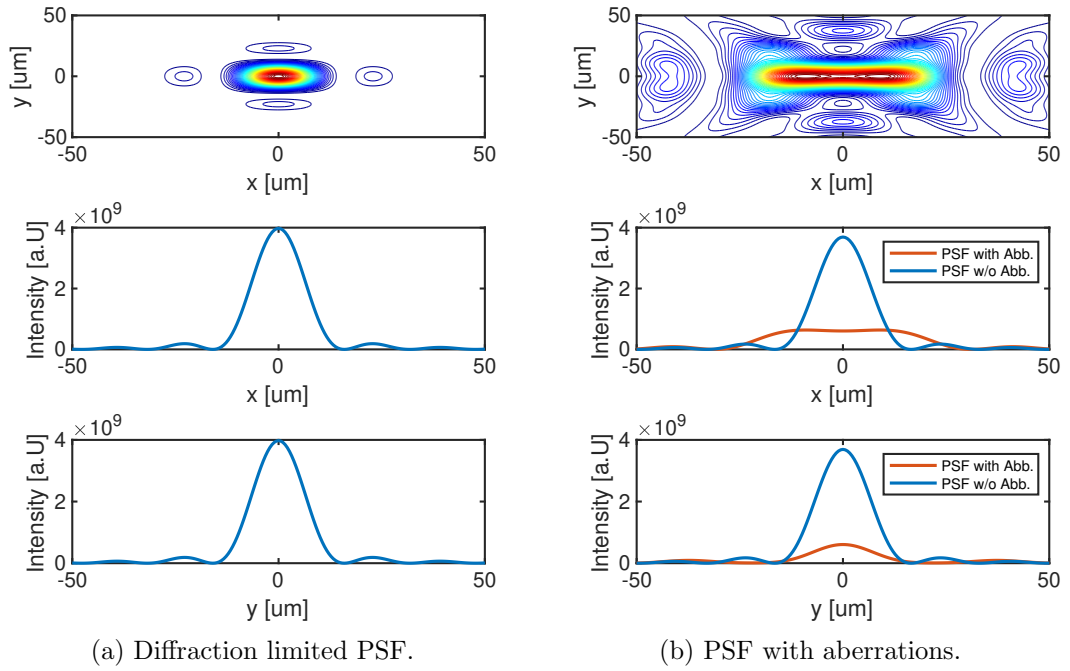 50
0
-50
y [um]
-50 0 50
x [um]
50
0
-50
y [um]
-50 0 50
x [um]
×10^9
4
2
0
Intensity [a.U]
-50 0 50
x [um]
×10^9
4
2
0
Intensity [a.U]
PSF with Abb.
PSF w/o Abb.
-50 0 50
x [um]
×10^9
4
2
0
Intensity [a.U]
-50 0 50
y [um]
×10^9
4
2
0
Intensity [a.U]
PSF with Abb.
PSF w/o Abb.
-50 0 50
y [um]
(a) Diffraction limited PSF.
(b) PSF with aberrations.